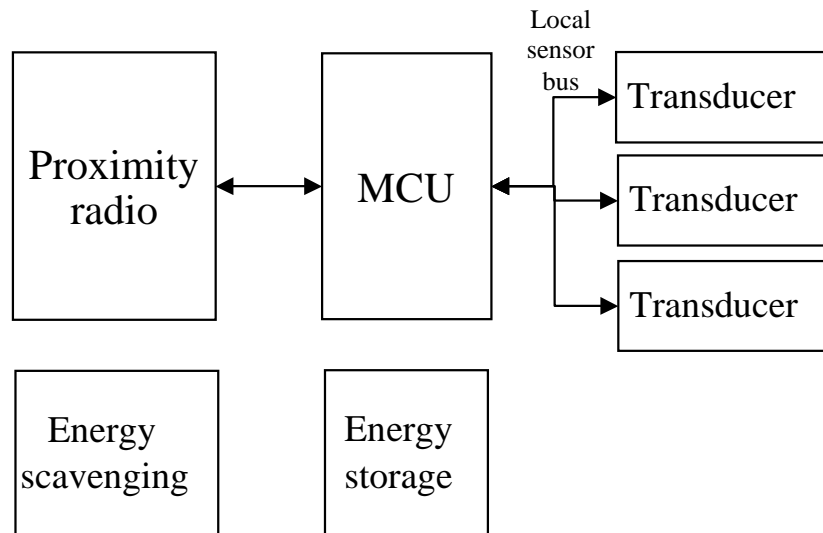 Local
sensor
bus
Transducer
Proximity
radio
MCU
Transducer
Transducer
Energy
scavenging
Energy
storage